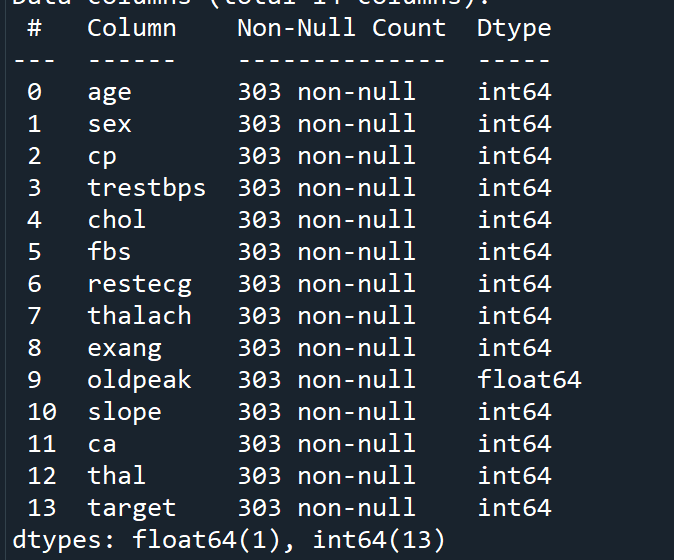 Data columns (total 14 columns):
 #   Column    Non-Null Count  Dtype
---  ------    --------------  -----
 0   age       303 non-null    int64
 1   sex       303 non-null    int64
 2   cp        303 non-null    int64
 3   trestbps  303 non-null    int64
 4   chol      303 non-null    int64
 5   fbs       303 non-null    int64
 6   restecg   303 non-null    int64
 7   thalach   303 non-null    int64
 8   exang     303 non-null    int64
 9   oldpeak   303 non-null    float64
 10  slope     303 non-null    int64
 11  ca        303 non-null    int64
 12  thal      303 non-null    int64
 13  target    303 non-null    int64
dtypes: float64(1), int64(13)